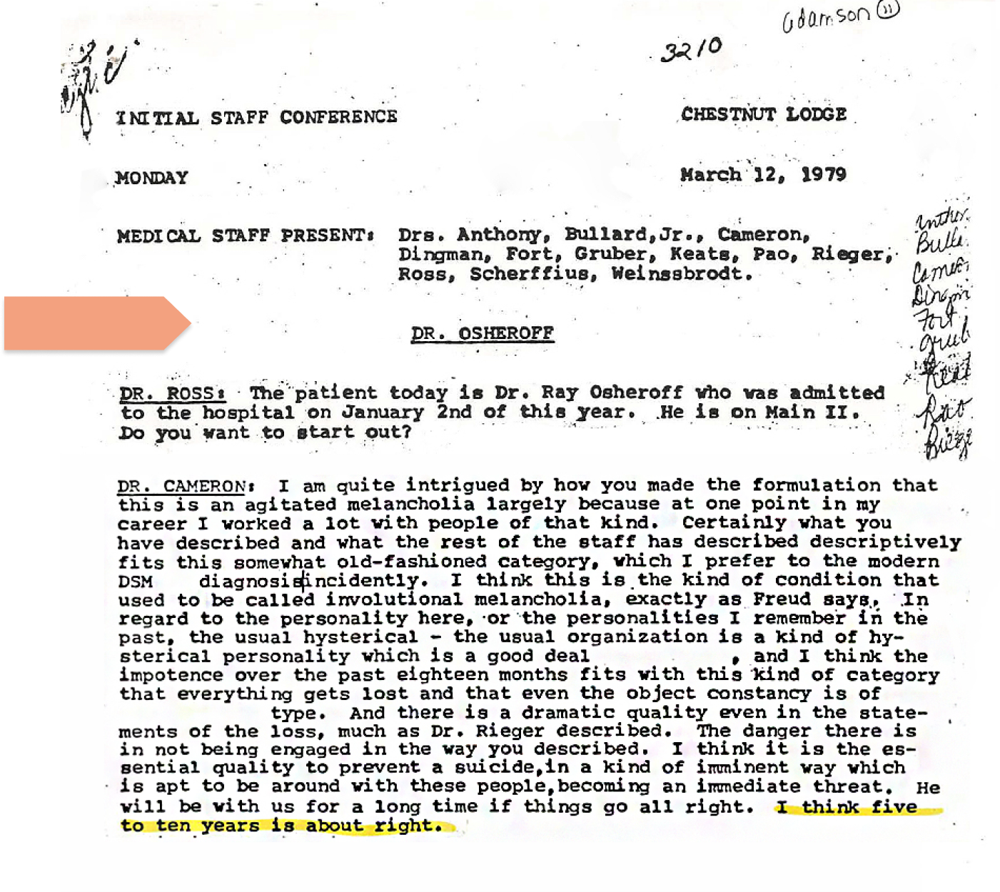 Adamson 11
3210
INITIAL STAFF CONFERENCE CHESTNUT LODGE
MONDAY March 12, 1979
MEDICAL STAFF PRESENT: Drs. Anthony, Bullard,Jr., Cameron,
Dingman, Fort, Gruber, Keats, Pao, Rieger,
Ross, Scherffius, Weinssbrodt.
DR. OSHEROFF
DR. ROSS: The patient today is Dr. Ray Osheroff who was admitted
to the hospital on January 2nd of this year. He is on Main II.
Do you want to start out?
DR. CAMERON: I am quite intrigued by how you made the formulation that
this is an agitated melancholia largely because at one point in my
career I worked a lot with people of that kind. Certainly what you
have described and what the rest of the staff has described descriptively
fits this somewhat old-fashioned category, which I prefer to the modern
DSM diagnosis incidently. I think this is the kind of condition that
used to be called involutional melancholia, exactly as Freud says. In
regard to the personality here, or the personalities I remember in the
past, the usual hysterical - the usual organization is a kind of hy-
sterical personality which is a good deal , and I think the
impotence over the past eighteen months fits with this kind of category
that everything gets lost and that even the object constancy is of
type. And there is a dramatic quality even in the state-
ments of the loss, much as Dr. Rieger described. The danger there is
in not being engaged in the way you described. I think it is the es-
sential quality to prevent a suicide,in a kind of imminent way which
is apt to be around with these people,becoming an immediate threat. He
will be with us for a long time if things go all right. I think five
to ten years is about right.
Bulla
Camer
Fort
Grub
Keat
Pao